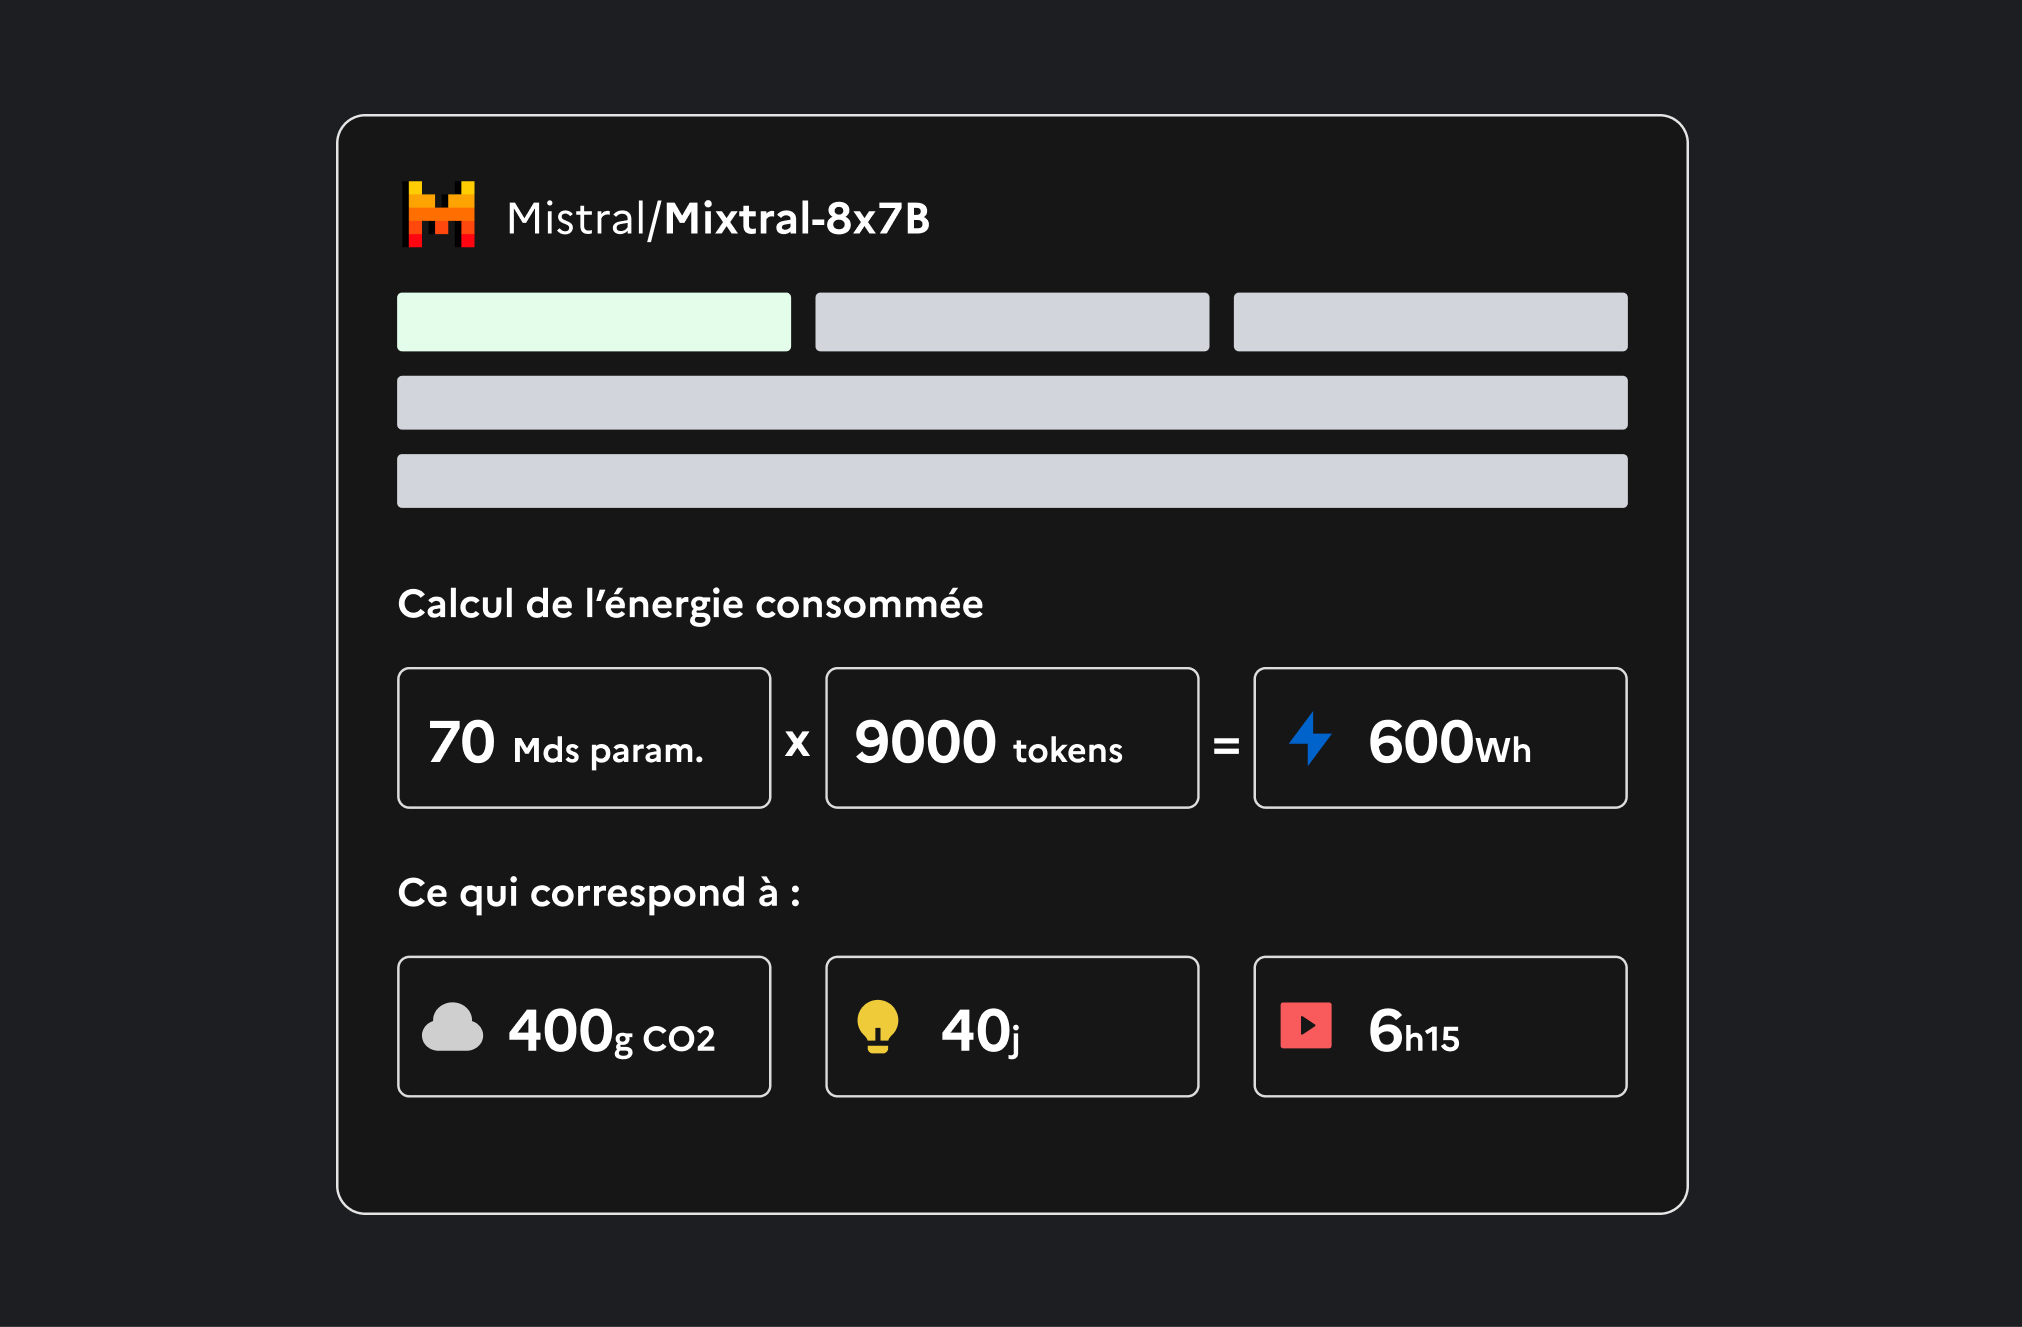 Mistral/Mixtral-8x7B
Calcul de l’énergie consommée
70 Mds param. x 9000 tokens = 600Wh
Ce qui correspond à :
400g CO2 40j 6h15